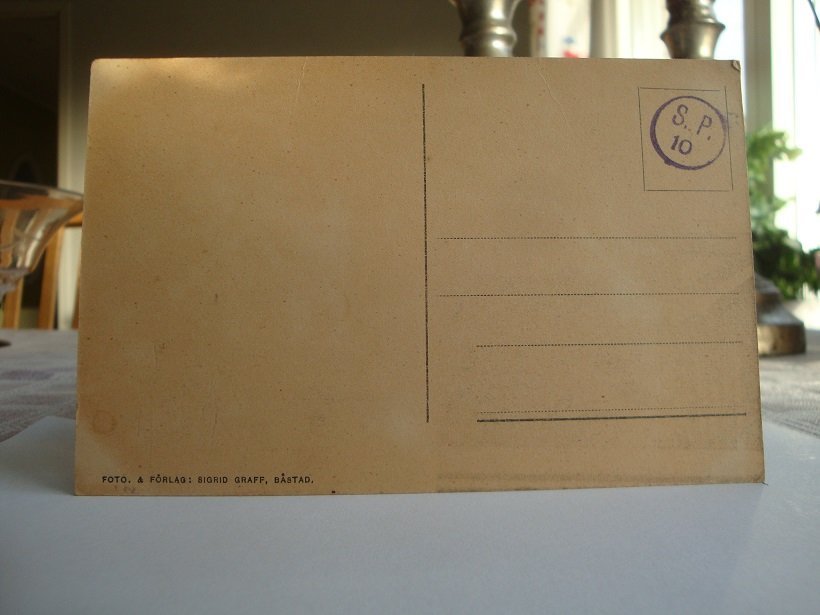 S. P.
10
FOTO. & FÖRLAG: SIGRID GRAFF, BÅSTAD.